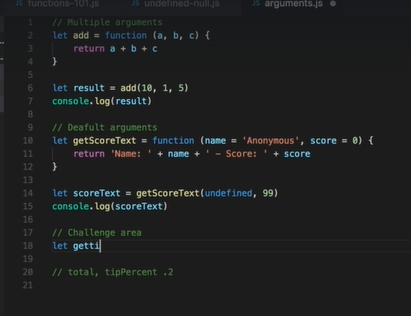 functions-101.js JS undefined-null.js JS arguments.js
1 // Multiple arguments
2 let add = function (a, b, c) {
3 return a + b + c
4 }
5
6 let result = add(10, 1, 5)
7 console.log(result)
8
9 // Deafult arguments
10 let getScoreText = function (name = 'Anonymous', score = 0) {
11 return 'Name: ' + name + ' - Score: ' + score
12 }
13
14 let scoreText = getScoreText(undefined, 99)
15 console.log(scoreText)
16
17 // Challenge area
18 let getti
19
20 // total, tipPercent .2
21